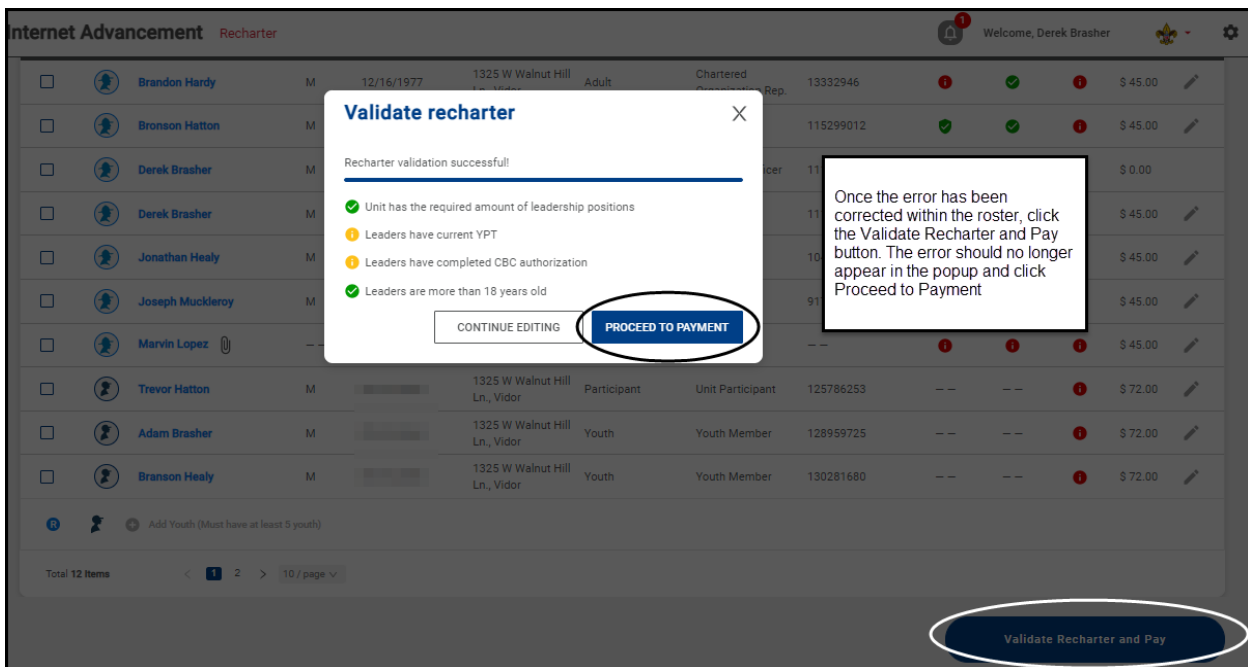 Internet Advancement Recharter 1 Welcome, Derek Brasher
Brandon Hardy M 12/16/1977 1325 W Walnut Hill Ln., Vidor Adult Chartered Organization Rep. 13332946 $ 45.00
Bronson Hatton M 115299012 $ 45.00
Derek Brasher M $ 0.00
Derek Brasher M $ 45.00
Jonathan Healy M $ 45.00
Joseph Muckleroy M $ 45.00
Marvin Lopez – – – – $ 45.00
Trevor Hatton M 1325 W Walnut Hill Ln., Vidor Participant Unit Participant 125786253 – – – – $ 72.00
Adam Brasher M 1325 W Walnut Hill Ln., Vidor Youth Youth Member 128959725 – – – – $ 72.00
Branson Healy M 1325 W Walnut Hill Ln., Vidor Youth Youth Member 130281680 – – – – $ 72.00
R Add Youth (Must have at least 5 youth)
Total 12 Items < 1 2 > 10 / page
Validate Recharter and Pay
Validate recharter X
Recharter validation successful!
Unit has the required amount of leadership positions
Leaders have current YPT
Leaders have completed CBC authorization
Leaders are more than 18 years old
CONTINUE EDITING PROCEED TO PAYMENT
Once the error has been
corrected within the roster, click
the Validate Recharter and Pay
button. The error should no longer
appear in the popup and click
Proceed to Payment